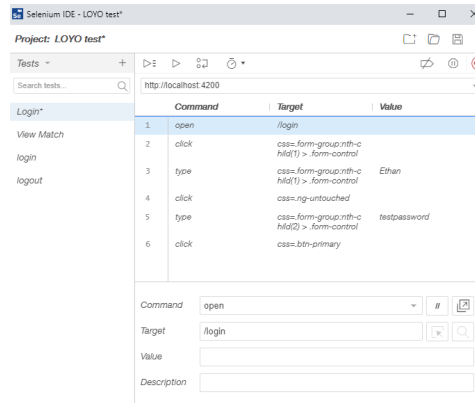 Selenium IDE - LOYO test*
Project: LOYO test*
Tests
Search tests...
http://localhost:4200
Login*
View Match
login
logout
Command Target Value
1 open /login
2 click css=.form-group:nth-c
hild(1) > .form-control
3 type css=.form-group:nth-c Ethan
hild(1) > .form-control
4 click css=.ng-untouched
5 type css=.form-group:nth-c testpassword
hild(2) > .form-control
6 click css=.btn-primary
Command open //
Target /login
Value
Description